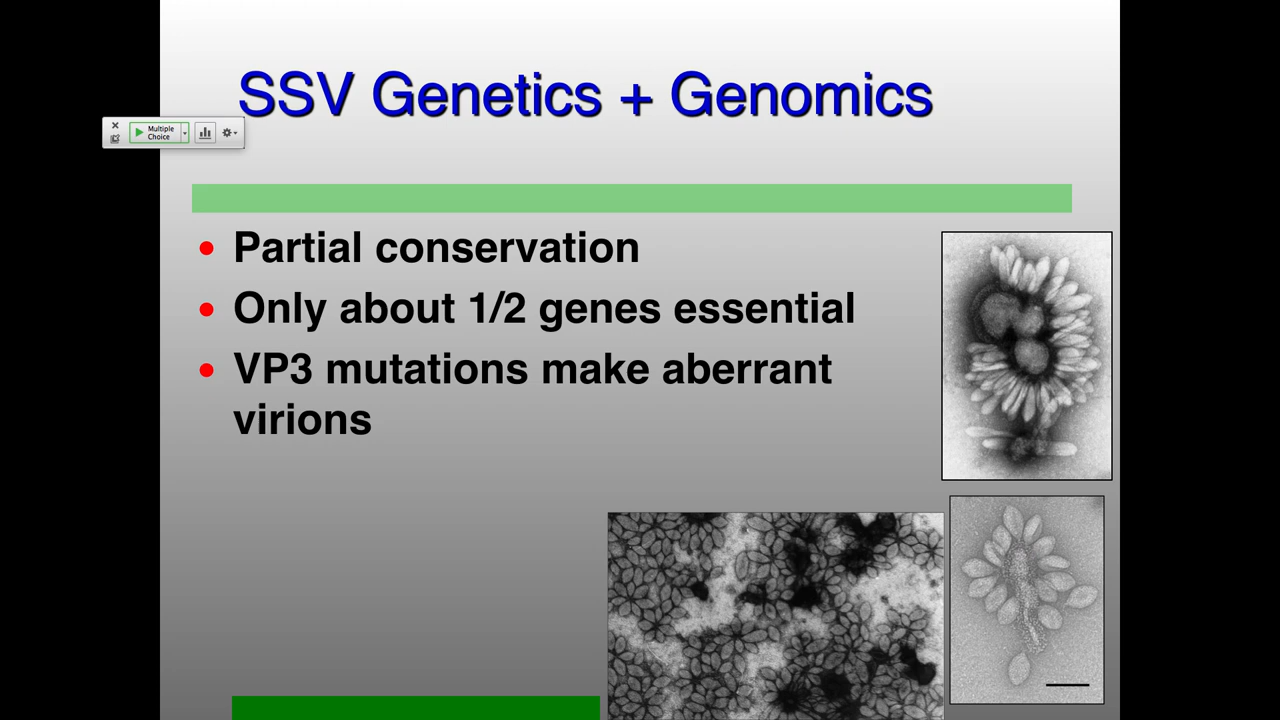 SSV Genetics + Genomics
Multiple
Choice
Partial conservation
Only about 1/2 genes essential
VP3 mutations make aberrant
virions